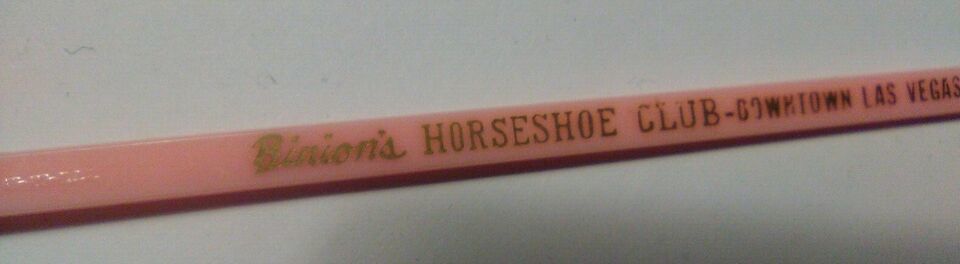 Binion's HORSESHOE CLUB-DOWNTOWN LAS VEGAS